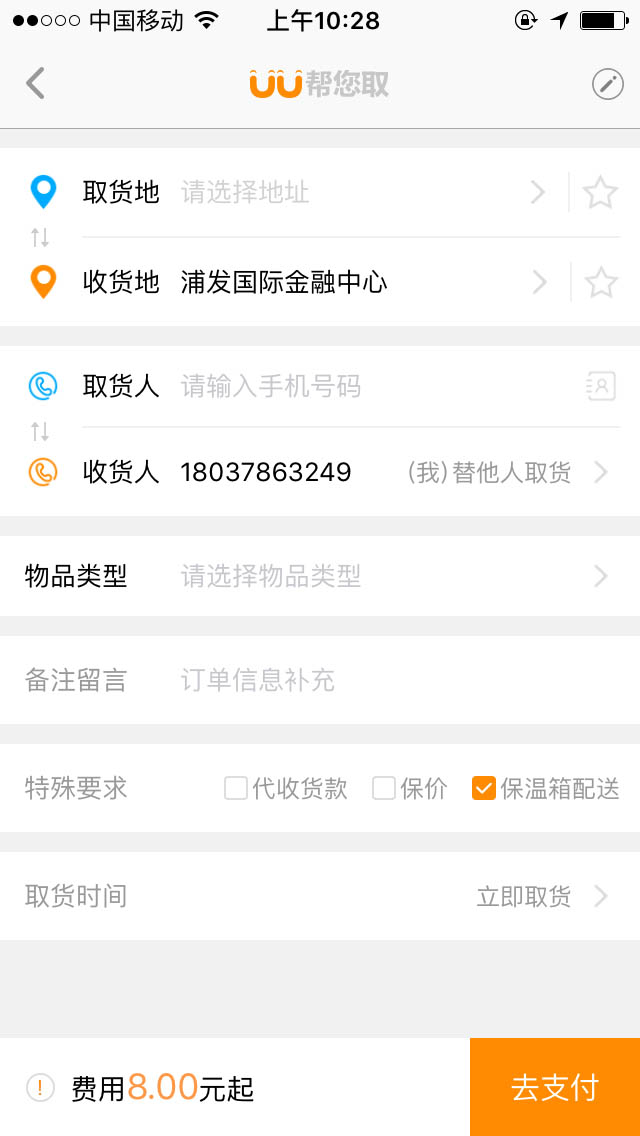 中国移动 上午10:28
UU帮您取
取货地 请选择地址
收货地 浦发国际金融中心
取货人 请输入手机号码
收货人 18037863249 (我)替他人取货
物品类型 请选择物品类型
备注留言 订单信息补充
特殊要求 代收货款 保价 保温箱配送
取货时间 立即取货
费用8.00元起 去支付